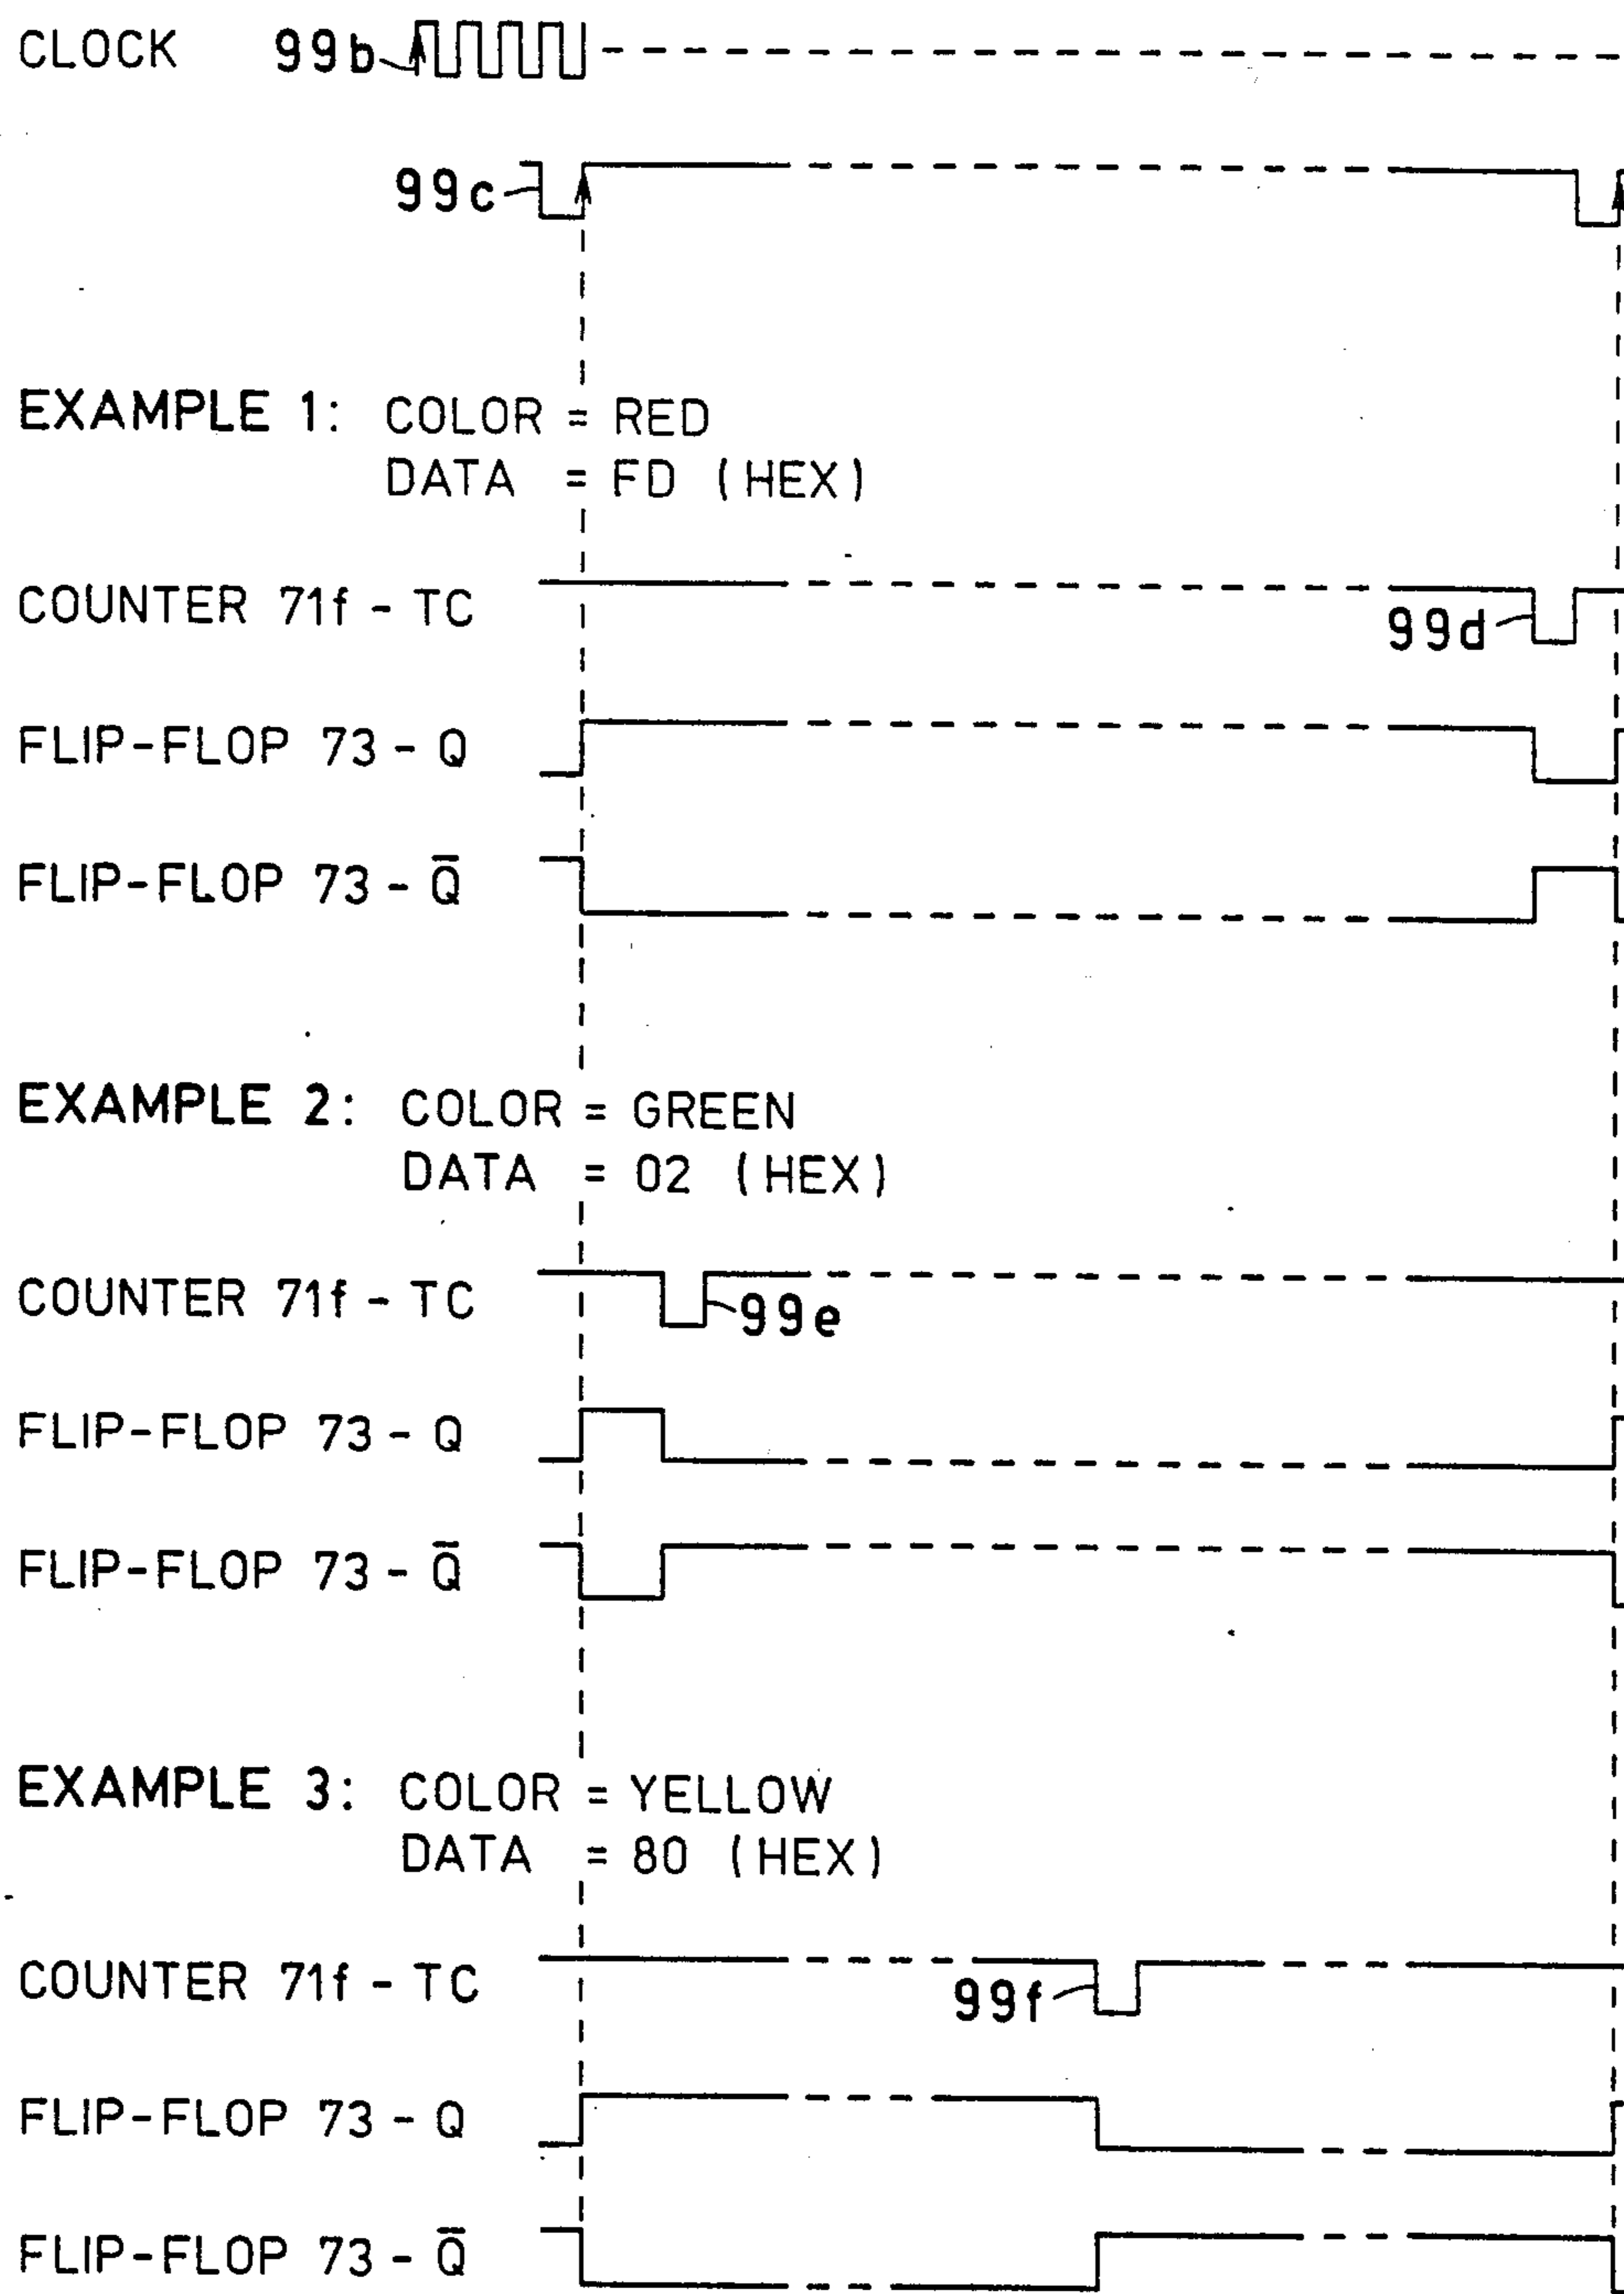 CLOCK 99b
99c
EXAMPLE 1: COLOR = RED
DATA = FD (HEX)
COUNTER 71f - TC
99d
FLIP-FLOP 73 - Q
FLIP-FLOP 73 - Q̅
EXAMPLE 2: COLOR = GREEN
DATA = 02 (HEX)
COUNTER 71f - TC
99e
FLIP-FLOP 73 - Q
FLIP-FLOP 73 - Q̅
EXAMPLE 3: COLOR = YELLOW
DATA = 80 (HEX)
COUNTER 71f - TC
99f
FLIP-FLOP 73 - Q
FLIP-FLOP 73 - Q̅